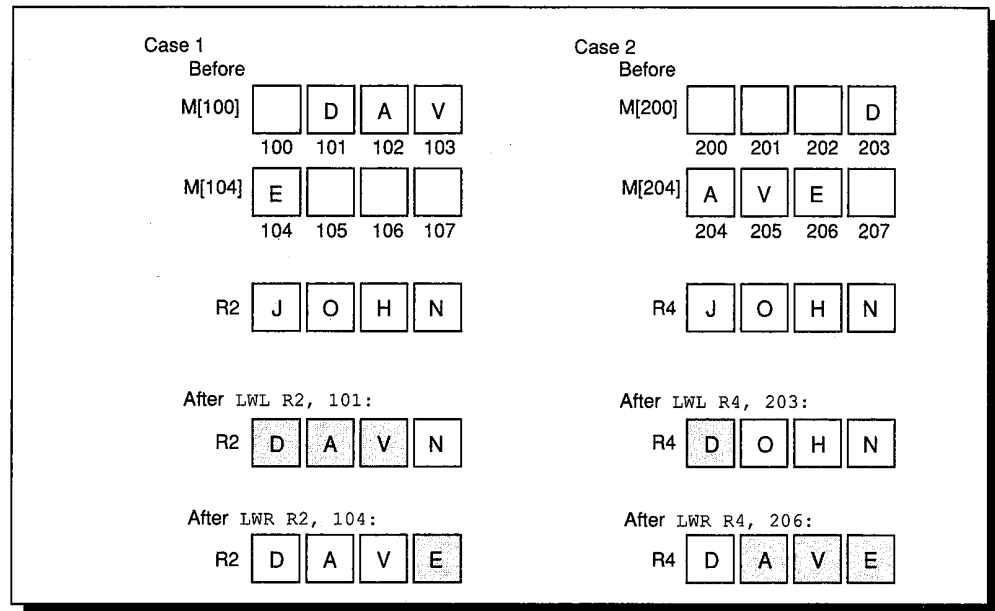 Case 1
Before
M[100] D A V
100 101 102 103
M[104] E
104 105 106 107
R2 J O H N
After LWL R2, 101:
R2 D A V N
After LWR R2, 104:
R2 D A V E
Case 2
Before
M[200] D
200 201 202 203
M[204] A V E
204 205 206 207
R4 J O H N
After LWL R4, 203:
R4 D O H N
After LWR R4, 206:
R4 D A V E